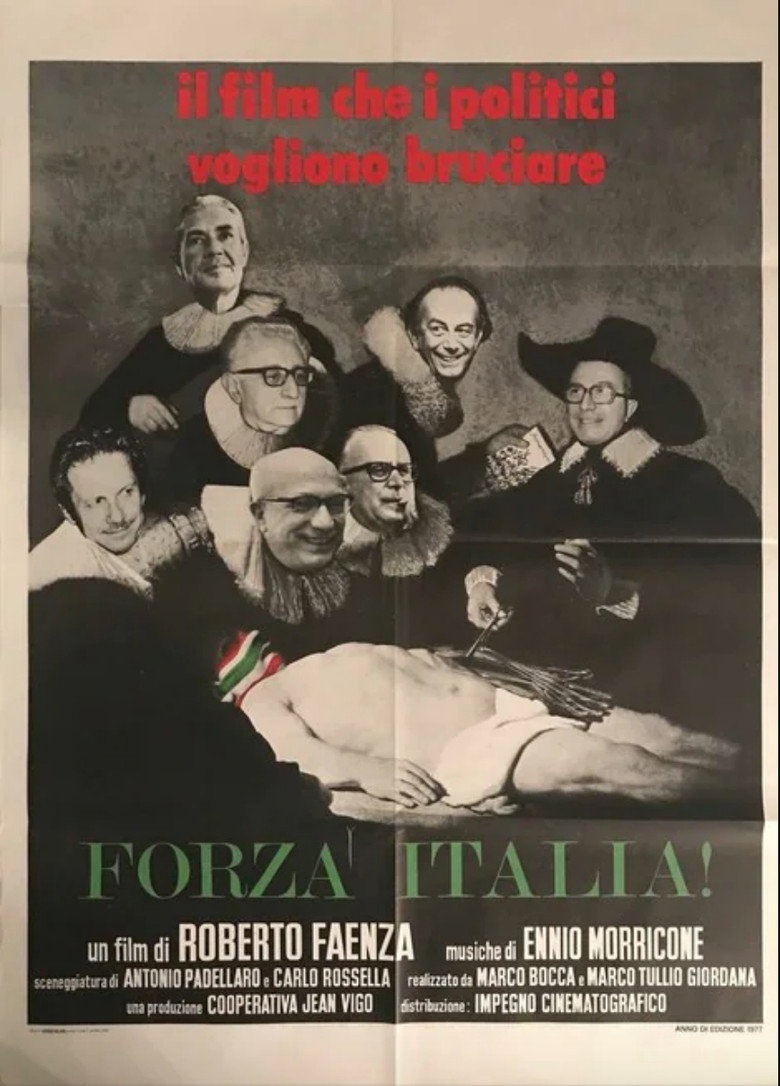 il film che i politici
vogliono bruciare
FORZA ITALIA!
un film di ROBERTO FAENZA
musiche di ENNIO MORRICONE
sceneggiatura di ANTONIO PADELLARO e CARLO ROSSELLA
realizzato da MARCO BOCCA e MARCO TULLIO GIORDANA
una produzione COOPERATIVA JEAN VIGO
distribuzione: IMPEGNO CINEMATOGRAFICO
ANNO DI EDIZIONE 1977